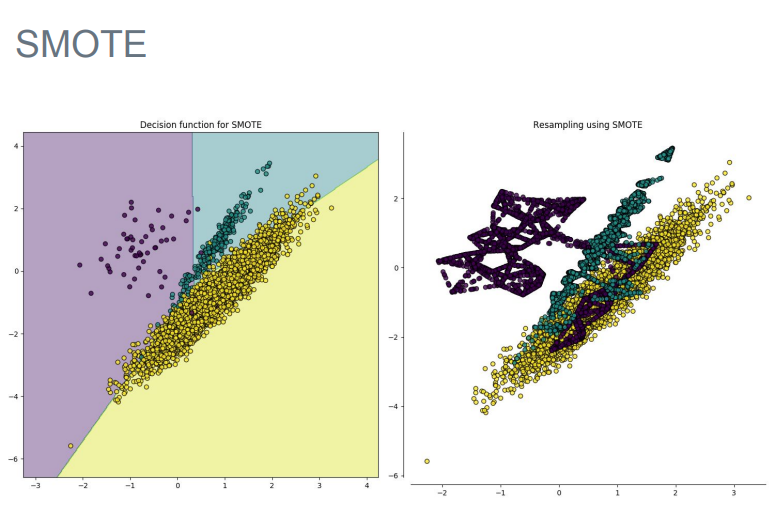 SMOTE
Decision function for SMOTE
4
2
0
−2
−4
−6
−3 −2 −1 0 1 2 3 4
Resampling using SMOTE
2
0
−2
−4
−6
−2 −1 0 1 2 3